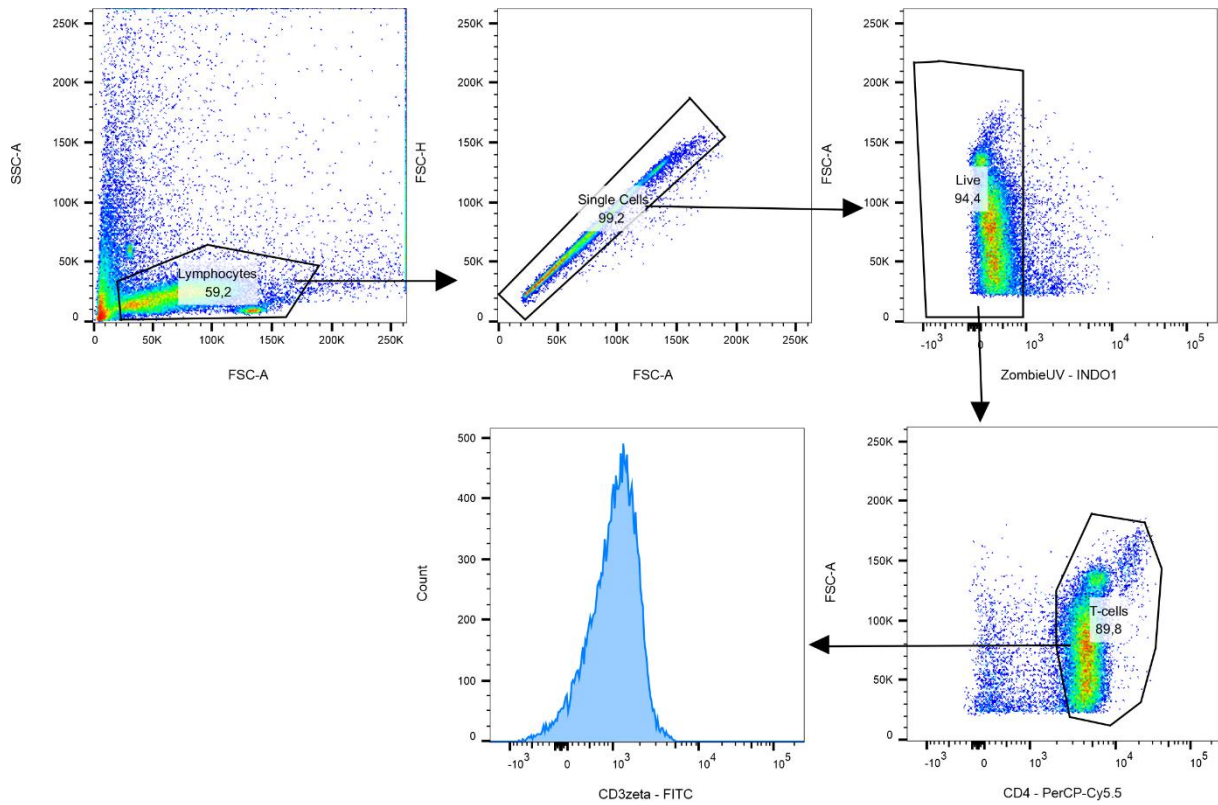 250K
200K
150K
100K
50K
0
SSC-A
Lymphocytes
59,2
0
50K
100K
150K
200K
250K
FSC-A
250K
200K
150K
100K
50K
0
FSC-H
Single Cells
99,2
0
50K
100K
150K
200K
250K
FSC-A
250K
200K
150K
100K
50K
0
FSC-A
Live
94,4
-10³
0
10³
10⁴
10⁵
ZombieUV - INDO1
500
400
300
200
100
0
Count
-10³
0
10³
10⁴
10⁵
CD3zeta - FITC
250K
200K
150K
100K
50K
0
FSC-A
T-cells
89,8
-10³
0
10³
10⁴
10⁵
CD4 - PerCP-Cy5.5